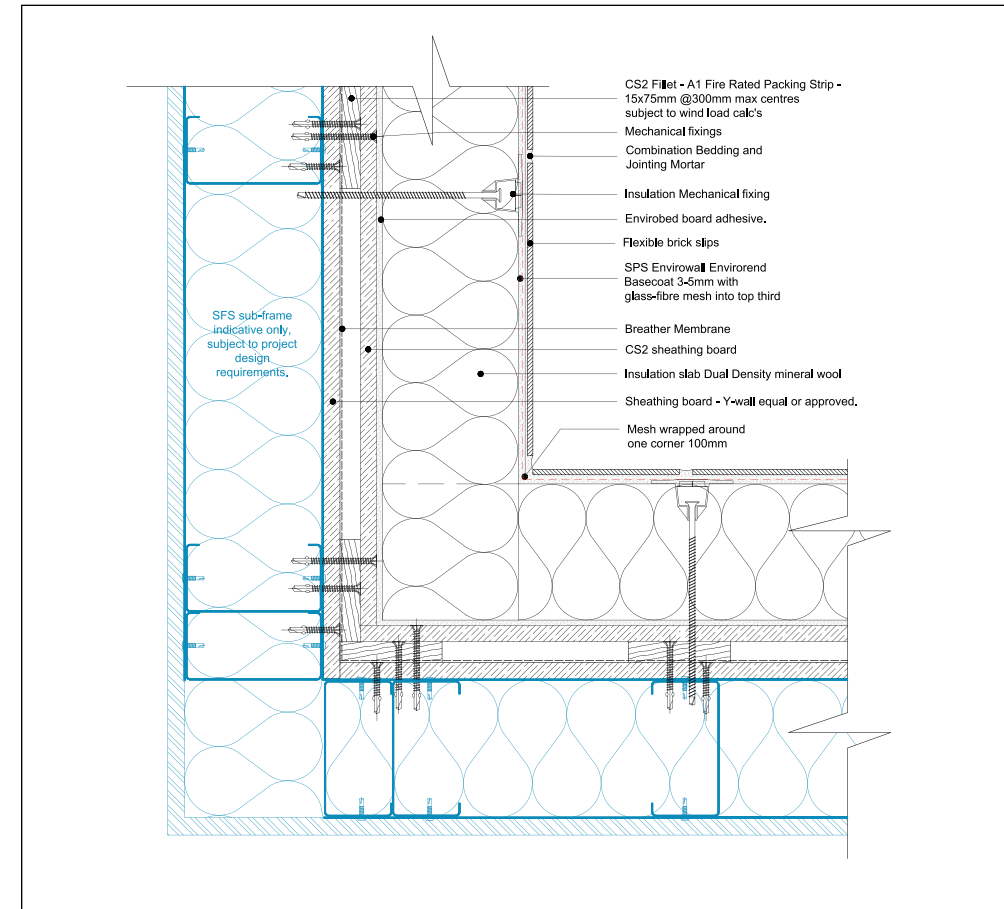 CS2 Fillet - A1 Fire Rated Packing Strip -
15x75mm @300mm max centres
subject to wind load calc's
Mechanical fixings
Combination Bedding and
Jointing Mortar
Insulation Mechanical fixing
Envirobed board adhesive.
Flexible brick slips
SPS Envirowall Envirorend
Basecoat 3-5mm with
glass-fibre mesh into top third
SFS sub-frame
indicative only,
subject to project
design
requirements.
Breather Membrane
CS2 sheathing board
Insulation slab Dual Density mineral wool
Sheathing board - Y-wall equal or approved.
Mesh wrapped around
one corner 100mm